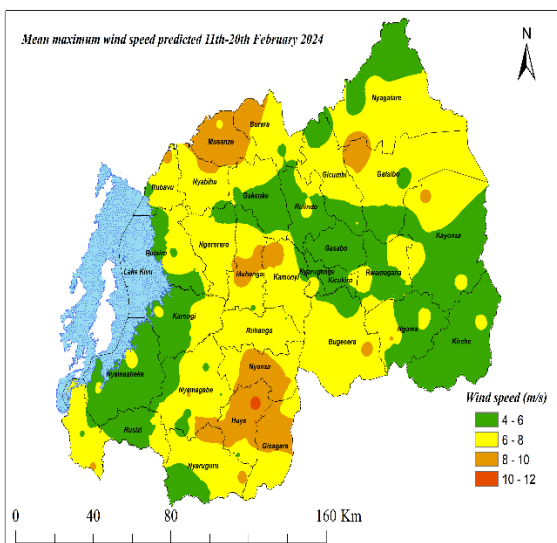 Mean maximum wind speed predicted 11th-20th February 2024
N
Nyagatare
Burera
Musanze
Rubavu
Nyabihu
Gicumbi
Gatsibo
Gakenke
Rulindo
Kayonza
Rutsiro
Ngororero
Gasabo
Lake Kivu
Muhanga
Kamonyi
Nyarugenge
Kicukiro
Rwamagana
Karongi
Ruhango
Bugesera
Ngoma
Kirehe
Nyamasheke
Nyanza
Nyamagabe
Huye
Rusizi
Gisagara
Nyaruguru
Wind speed (m/s)
4 - 6
6 - 8
8 - 10
10 - 12
0 40 80 160 Km